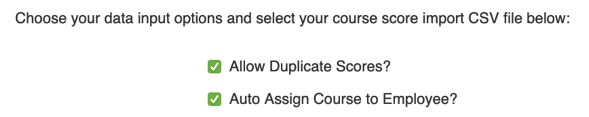 Choose your data input options and select your course score import CSV file below:
Allow Duplicate Scores?
Auto Assign Course to Employee?